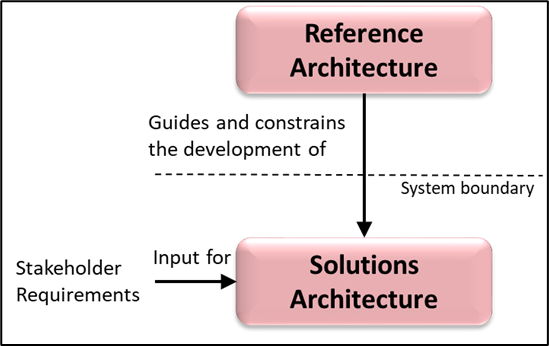 Reference
Architecture
Guides and constrains
the development of
System boundary
Stakeholder
Requirements
Input for
Solutions
Architecture